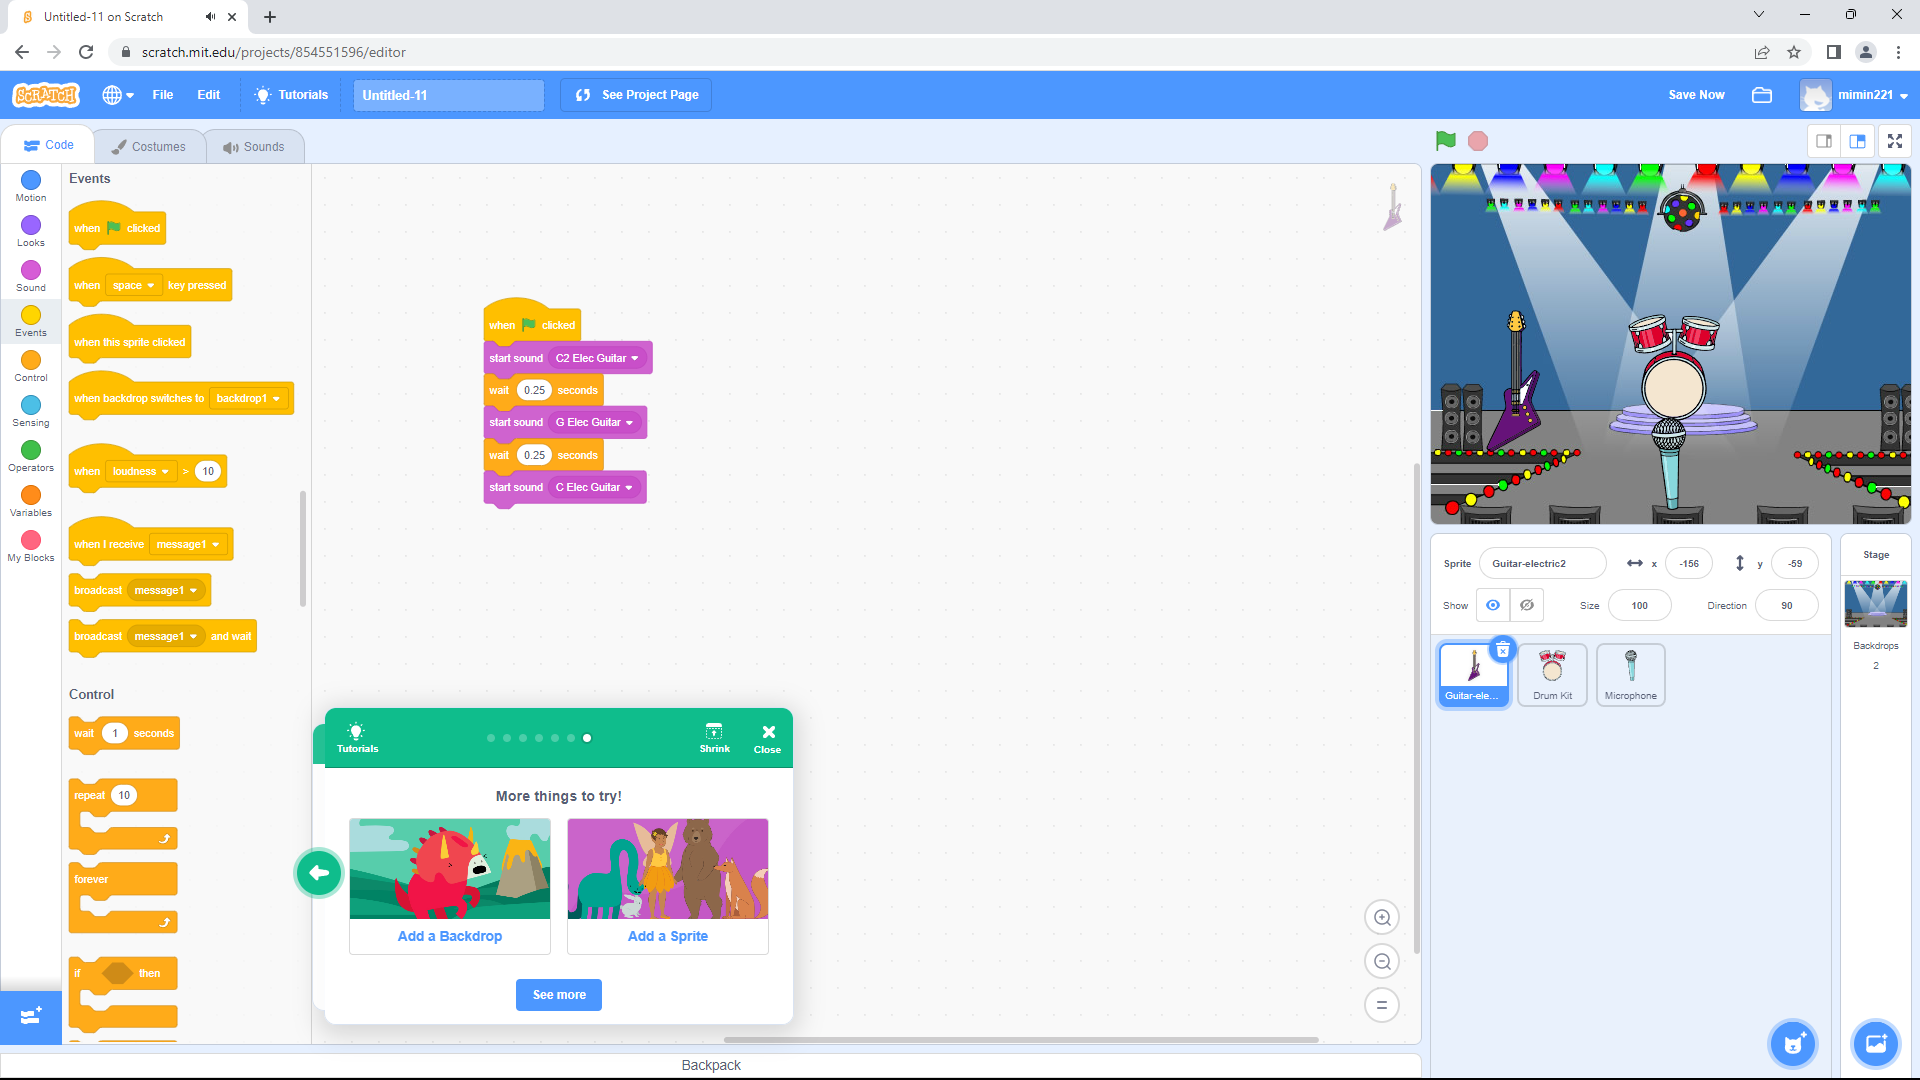 Untitled-11 on Scratch
scratch.mit.edu/projects/854551596/editor
SCRATCH
File
Edit
Tutorials
Untitled-11
See Project Page
Save Now
mimin221
Code
Costumes
Sounds
Motion
Looks
Sound
Events
Control
Sensing
Operators
Variables
My Blocks
Events
when clicked
when space key pressed
when this sprite clicked
when backdrop switches to backdrop1
when loudness > 10
when I receive message1
broadcast message1
broadcast message1 and wait
Control
wait 1 seconds
repeat 10
forever
if then
when clicked
start sound C2 Elec Guitar
wait 0.25 seconds
start sound G Elec Guitar
wait 0.25 seconds
start sound C Elec Guitar
Tutorials
Shrink
Close
More things to try!
Add a Backdrop
Add a Sprite
See more
Backpack
Sprite Guitar-electric2 x -156 y -59
Show Size 100 Direction 90
Guitar-ele...
Drum Kit
Microphone
Stage
Backdrops
2